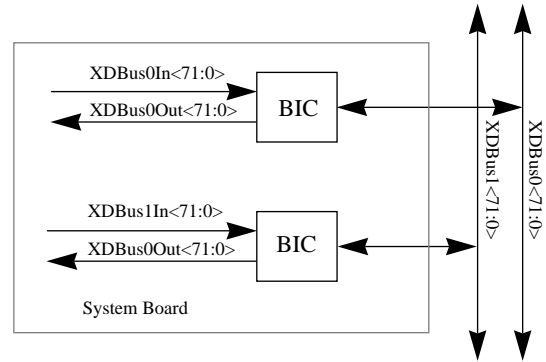 XDBus0In<71:0>
XDBus0Out<71:0>
BIC
XDBus1In<71:0>
XDBus0Out<71:0>
BIC
System Board
XDBus1<71:0>
XDBus0<71:0>